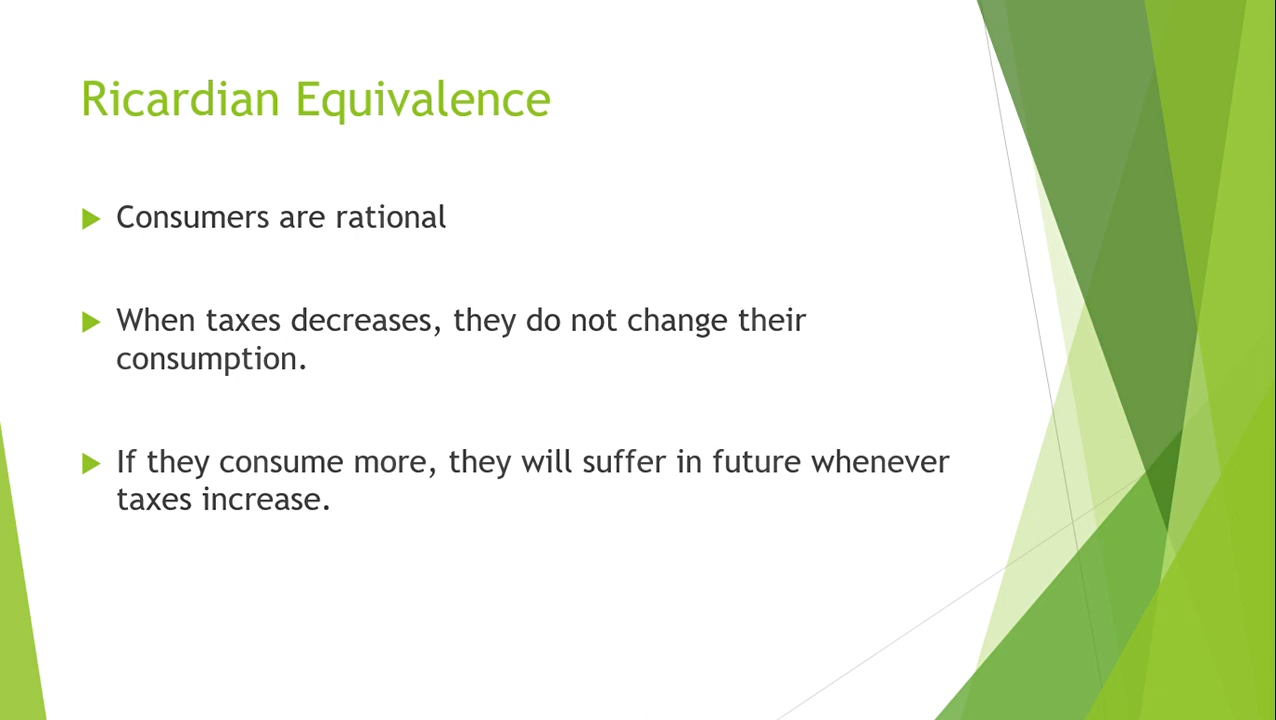 Ricardian Equivalence
Consumers are rational
When taxes decreases, they do not change their
consumption.
If they consume more, they will suffer in future whenever
taxes increase.